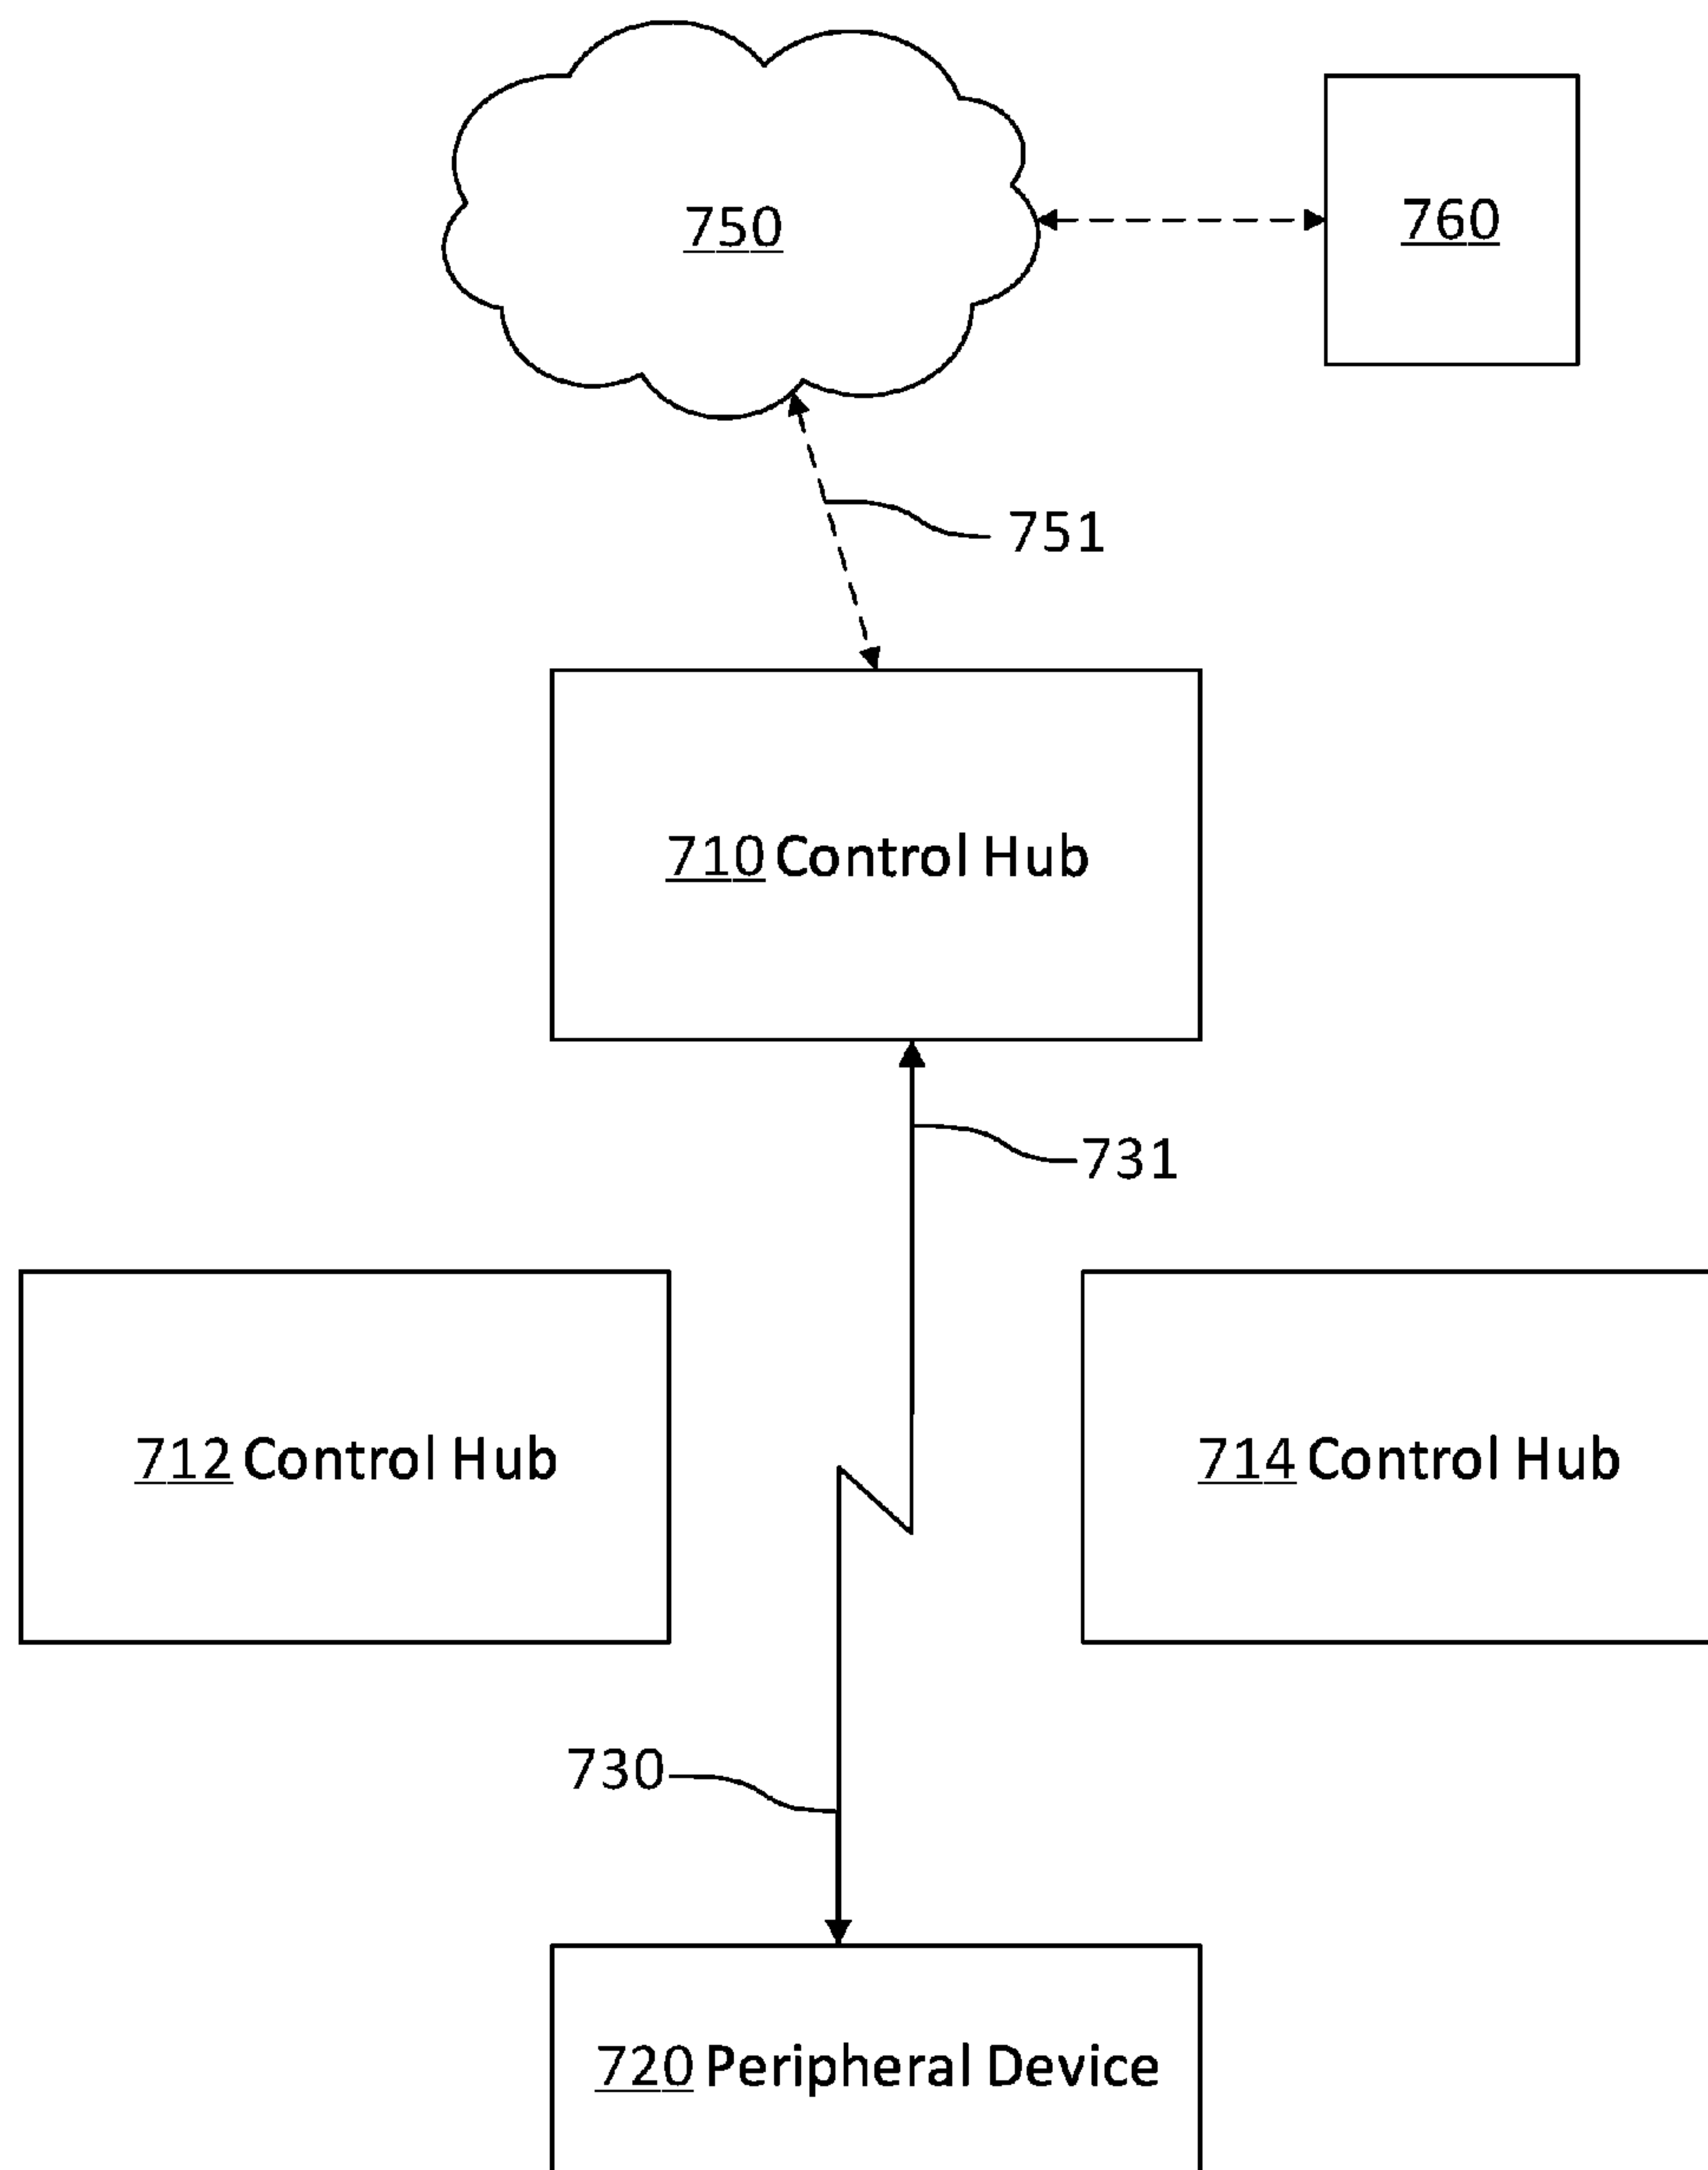 750
760
751
710 Control Hub
731
712 Control Hub
714 Control Hub
730
720 Peripheral Device